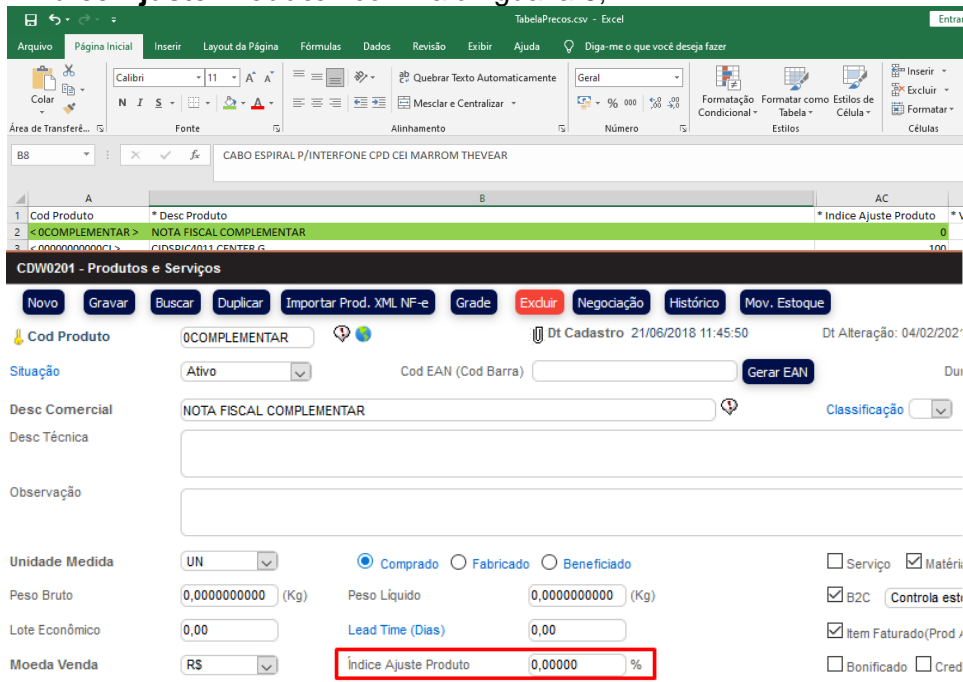 TabelaPrecos.csv - Excel
Arquivo Página Inicial Inserir Layout da Página Fórmulas Dados Revisão Exibir Ajuda Diga-me o que você deseja fazer
Colar Calibri 11 Quebrar Texto Automaticamente Geral Inserir
N I S Mesclar e Centralizar % 000 Formatação Condicional Formatar como Tabela Estilos de Célula Excluir
Formatar
Fonte Alinhamento Número Estilos Células
B8 fx CABO ESPIRAL P/INTERFONE CPD CEI MARROM THEVEAR
A B AC
1 Cod Produto * Desc Produto * Indice Ajuste Produto
2 < 0COMPLEMENTAR > NOTA FISCAL COMPLEMENTAR 0
CDW0201 - Produtos e Serviços
Novo Gravar Buscar Duplicar Importar Prod. XML NF-e Grade Excluir Negociação Histórico Mov. Estoque
Cod Produto 0COMPLEMENTAR Dt Cadastro 21/06/2018 11:45:50 Dt Alteração:
Situação Ativo Cod EAN (Cod Barra) Gerar EAN
Desc Comercial NOTA FISCAL COMPLEMENTAR Classificação
Desc Técnica
Observação
Unidade Medida UN Comprado Fabricado Beneficiado Serviço
Peso Bruto 0,0000000000 (Kg) Peso Líquido 0,0000000000 (Kg) B2C Controla
Lote Econômico 0,00 Lead Time (Dias) 0,00 Item Faturado(Prod
Moeda Venda R$ Índice Ajuste Produto 0,00000 % Bonificado